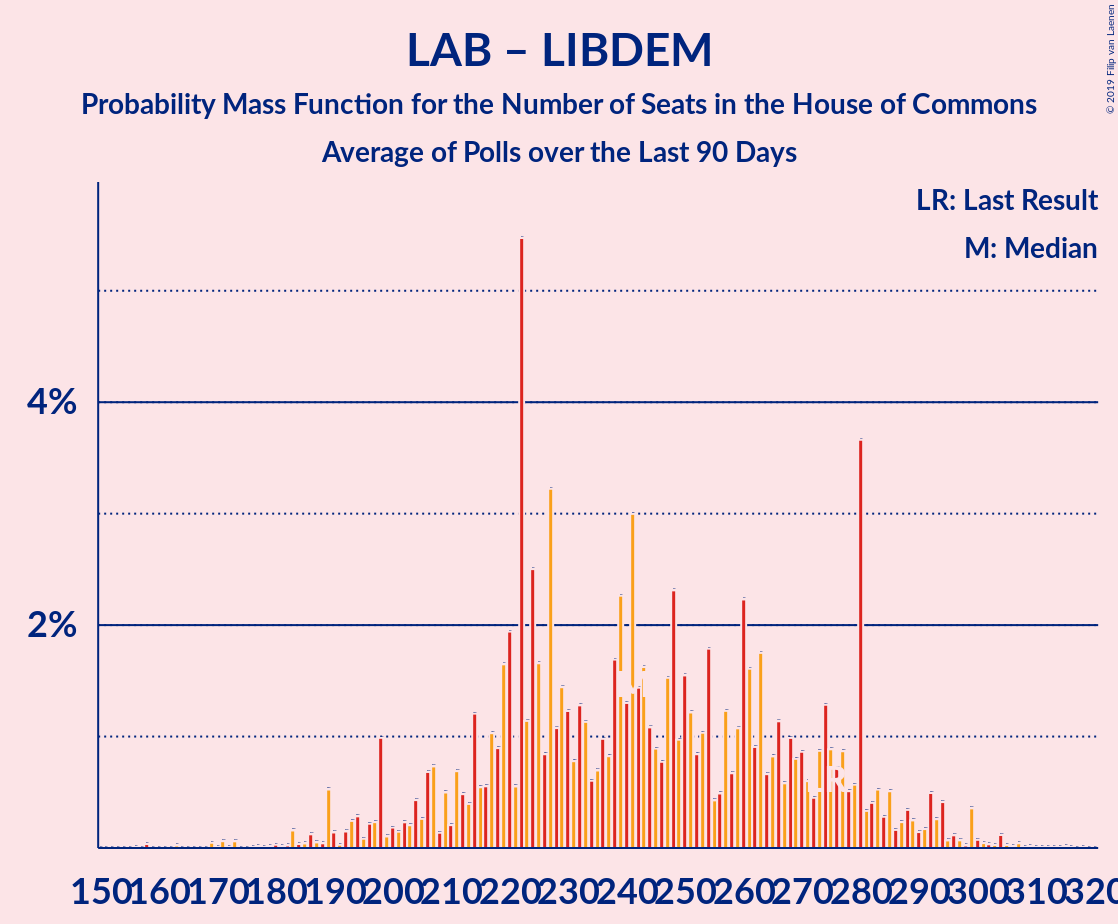 LAB – LIBDEM
Probability Mass Function for the Number of Seats in the House of Commons
Average of Polls over the Last 90 Days
© 2019 Filip van Laenen
LR: Last Result
M: Median
4%
2%
150 160 170 180 190 200 210 220 230 240 250 260 270 280 290 300 310 320